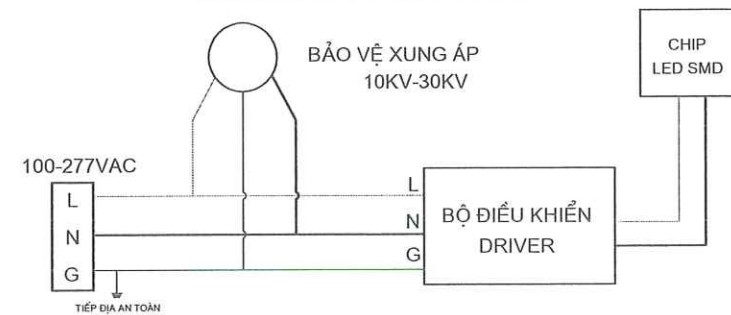 BẢO VỆ XUNG ÁP
10KV-30KV
CHIP
LED SMD
100-277VAC
L
N
G
L
N
G
BỘ ĐIỀU KHIỂN
DRIVER
TIẾP ĐỊA AN TOÀN